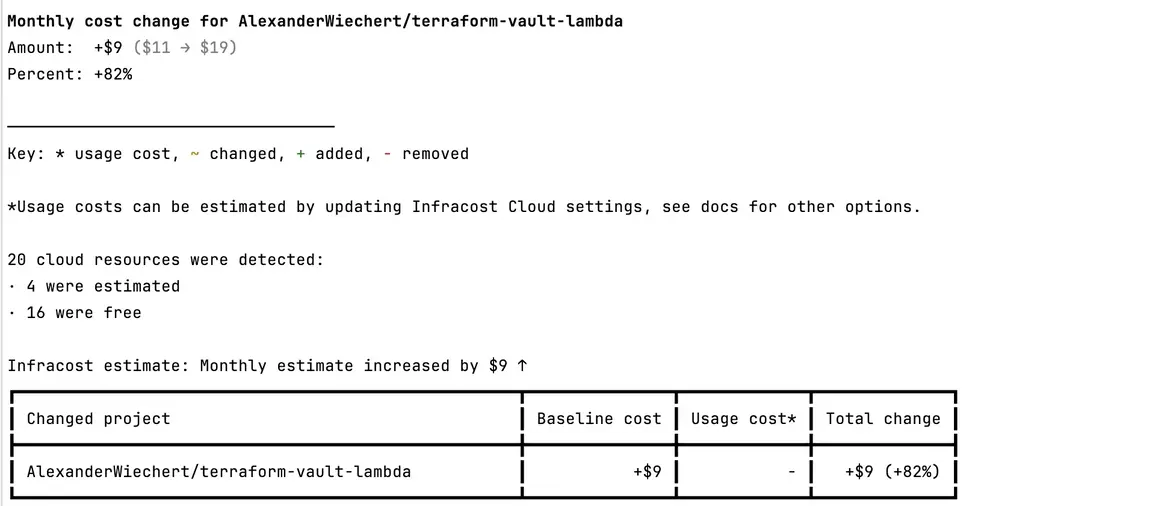 Monthly cost change for AlexanderWiechert/terraform-vault-lambda
Amount:  +$9 ($11 → $19)
Percent: +82%
Key: * usage cost, ~ changed, + added, - removed
*Usage costs can be estimated by updating Infracost Cloud settings, see docs for other options.
20 cloud resources were detected:
∙ 4 were estimated
∙ 16 were free
Infracost estimate: Monthly estimate increased by $9 ↑
Changed project Baseline cost Usage cost* Total change
AlexanderWiechert/terraform-vault-lambda +$9 - +$9 (+82%)